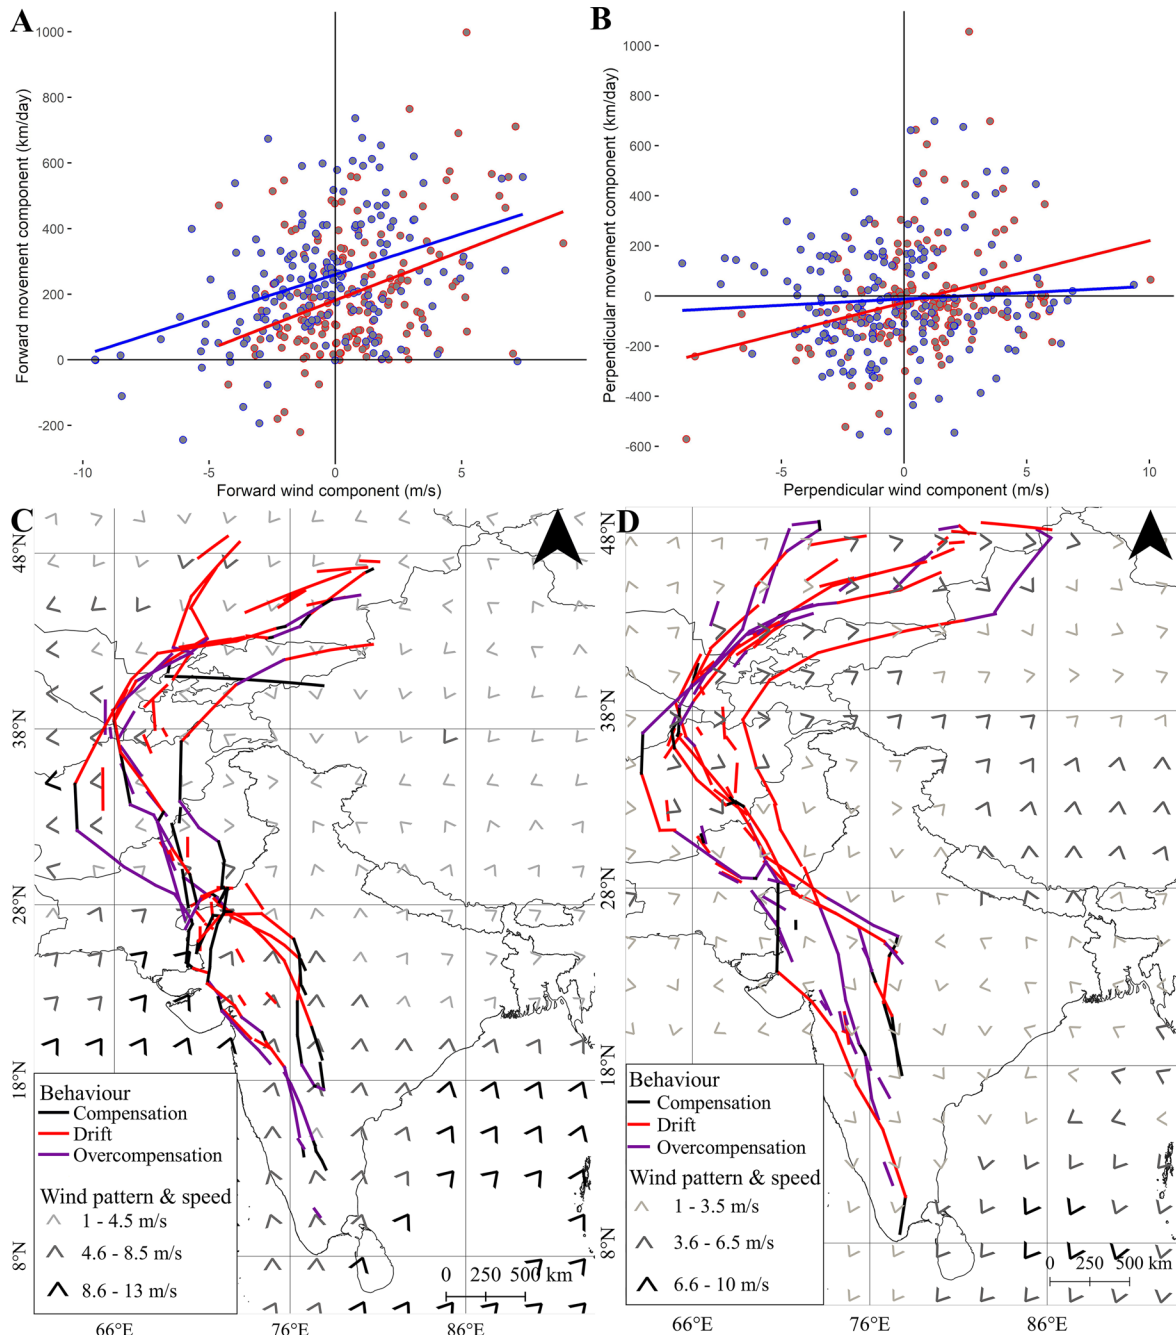 A
Forward movement component (km/day)
1000
800
600
400
200
0
-200
-10
-5
0
5
Forward wind component (m/s)
B
Perpendicular movement component (km/day)
1000
800
600
400
200
0
-200
-400
-600
-5
0
5
10
Perpendicular wind component (m/s)
C
48°N
38°N
28°N
18°N
8°N
66°E
76°E
86°E
Behaviour
Compensation
Drift
Overcompensation
Wind pattern & speed
1 - 4.5 m/s
4.6 - 8.5 m/s
8.6 - 13 m/s
0 250 500 km
D
48°N
38°N
28°N
18°N
8°N
66°E
76°E
86°E
Behaviour
Compensation
Drift
Overcompensation
Wind pattern & speed
1 - 3.5 m/s
3.6 - 6.5 m/s
6.6 - 10 m/s
0 250 500 km